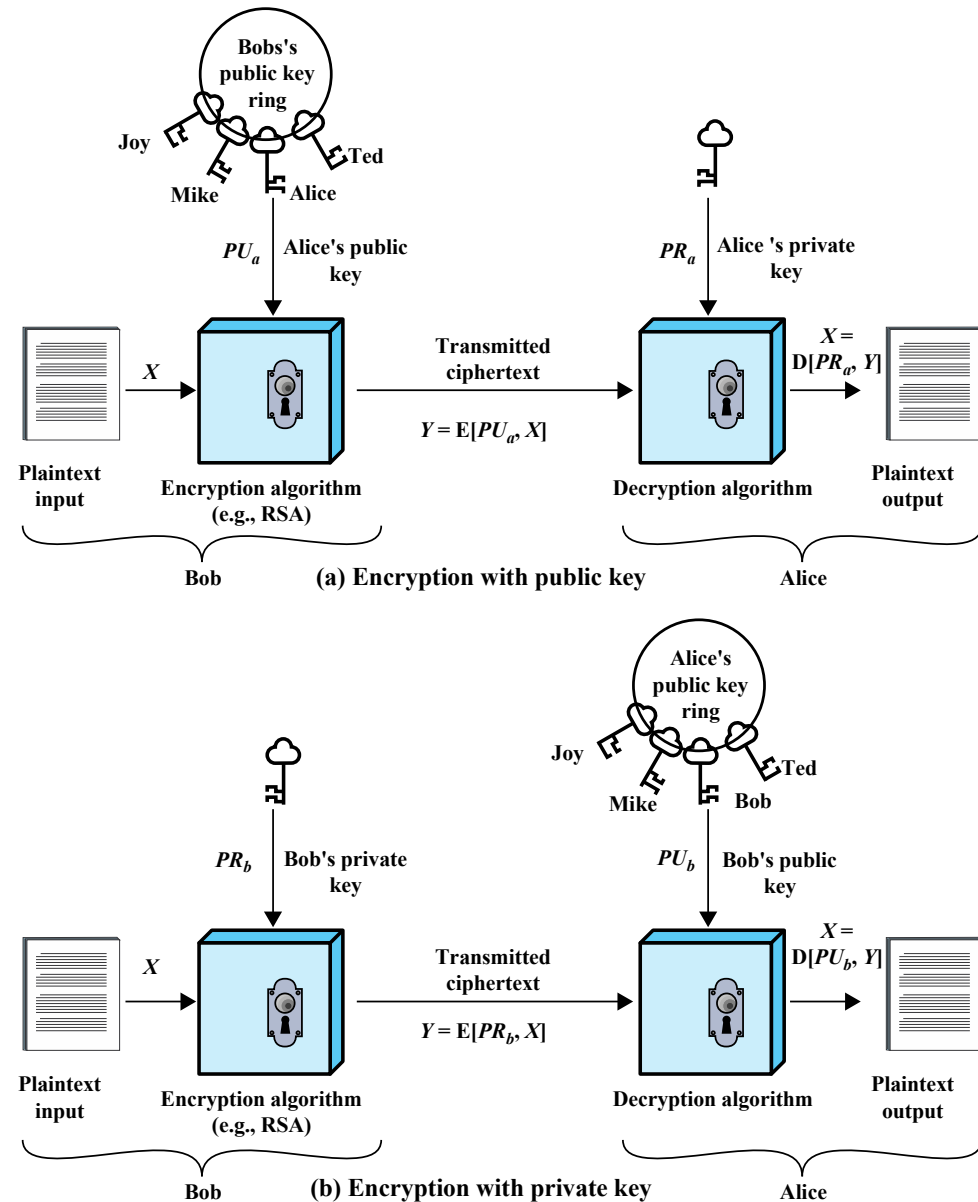 Bobs's
public key
ring
Joy
Ted
Mike
Alice
PUa
Alice's public
key
PRa
Alice 's private
key
X
Transmitted
ciphertext
X =
D[PRa, Y]
Y = E[PUa, X]
Plaintext
input
Encryption algorithm
(e.g., RSA)
Decryption algorithm
Plaintext
output
Bob
(a) Encryption with public key
Alice
Alice's
public key
ring
Joy
Ted
Mike
Bob
PRb
Bob's private
key
PUb
Bob's public
key
X
Transmitted
ciphertext
X =
D[PUb, Y]
Y = E[PRb, X]
Plaintext
input
Encryption algorithm
(e.g., RSA)
Decryption algorithm
Plaintext
output
Bob
(b) Encryption with private key
Alice